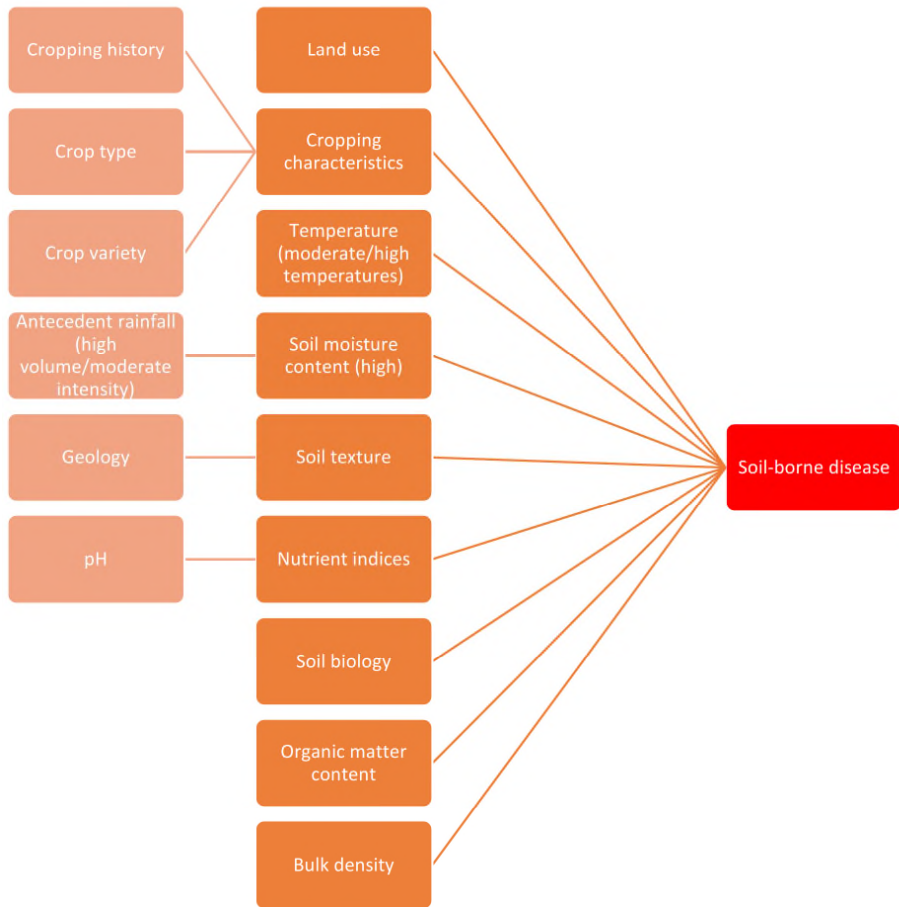 Cropping history
Land use
Crop type
Cropping
characteristics
Crop variety
Temperature
(moderate/high
temperatures)
Antecedent rainfall
(high
volume/moderate
intensity)
Soil moisture
content (high)
Geology
Soil texture
Soil-borne disease
pH
Nutrient indices
Soil biology
Organic matter
content
Bulk density